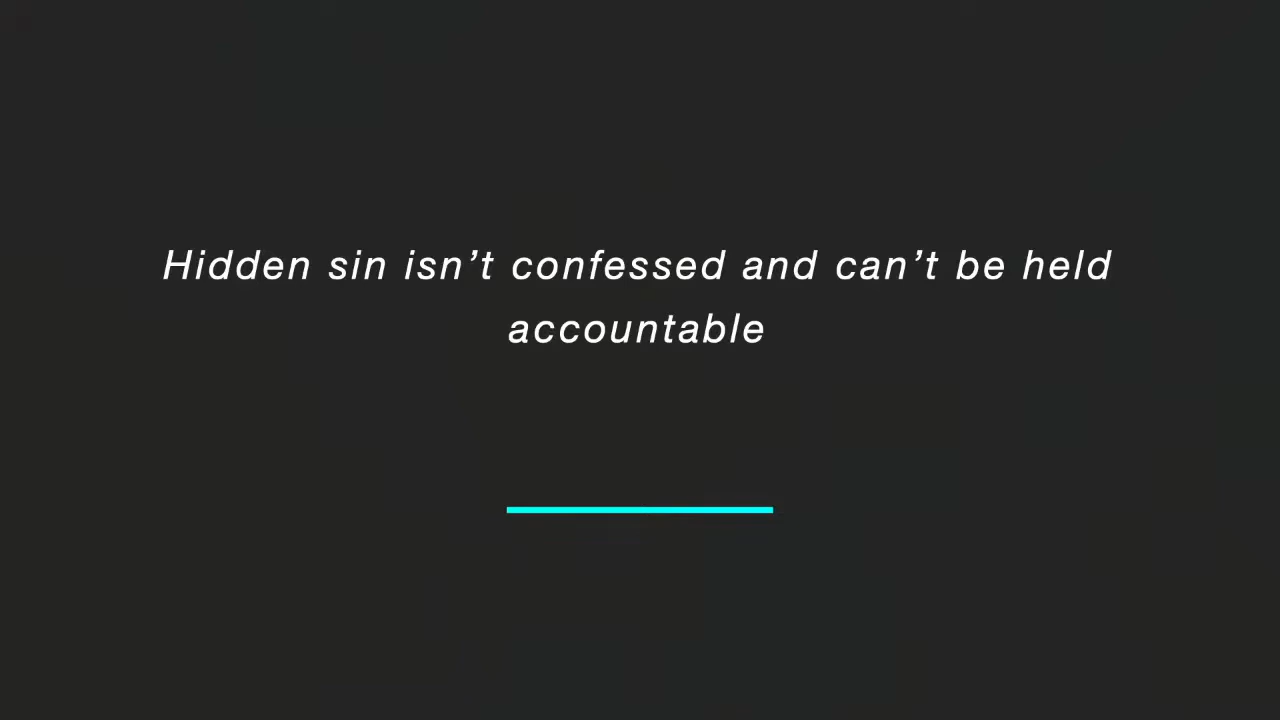 Hidden sin isn’t confessed and can’t be held
accountable